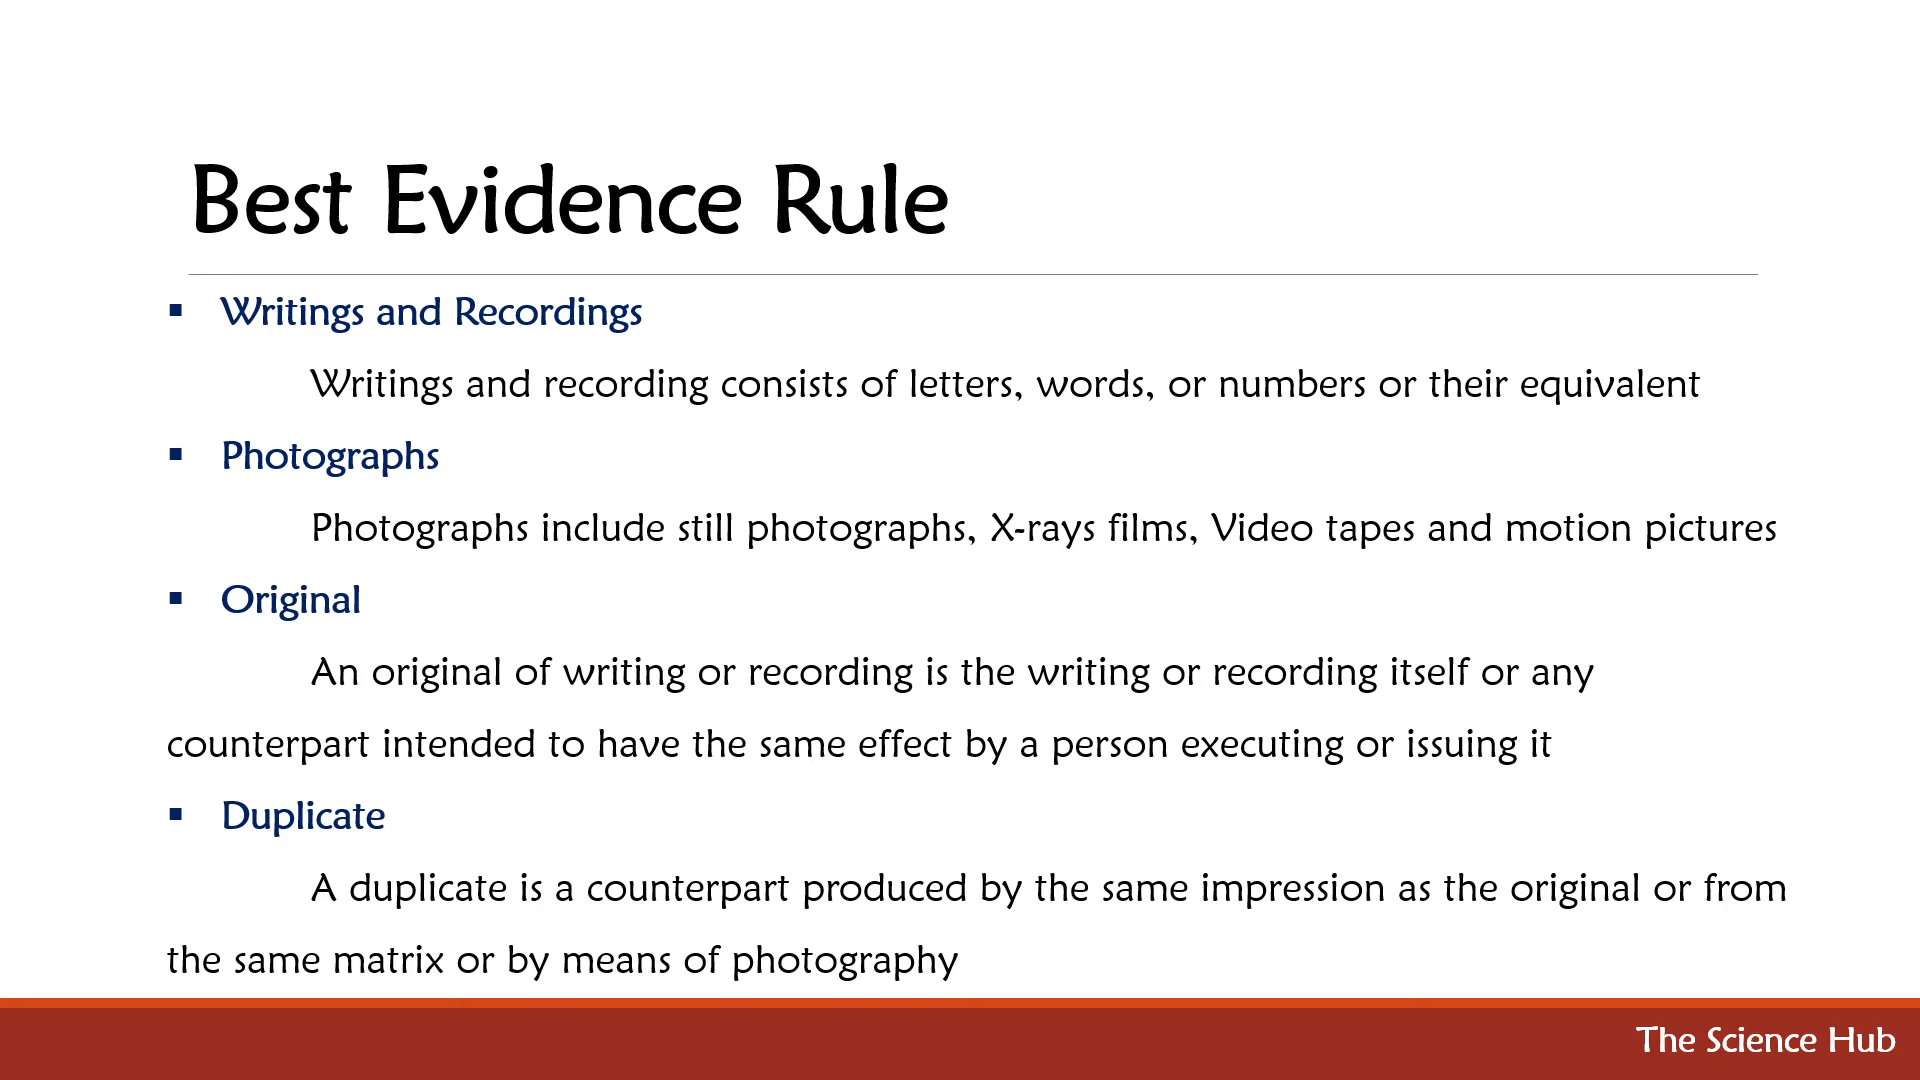 Best Evidence Rule
▪ Writings and Recordings
Writings and recording consists of letters, words, or numbers or their equivalent
▪ Photographs
Photographs include still photographs, X-rays films, Video tapes and motion pictures
▪ Original
An original of writing or recording is the writing or recording itself or any
counterpart intended to have the same effect by a person executing or issuing it
▪ Duplicate
A duplicate is a counterpart produced by the same impression as the original or from
the same matrix or by means of photography
The Science Hub